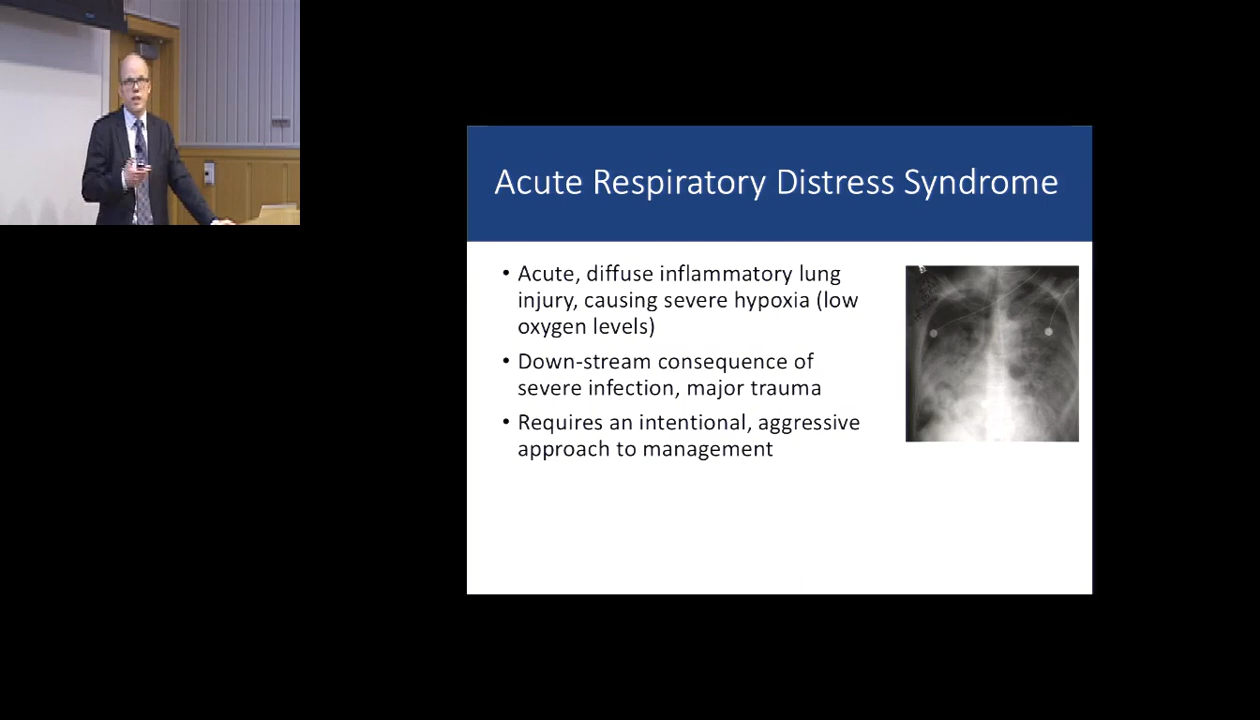 Acute Respiratory Distress Syndrome
• Acute, diffuse inflammatory lung
injury, causing severe hypoxia (low
oxygen levels)
• Down-stream consequence of
severe infection, major trauma
• Requires an intentional, aggressive
approach to management